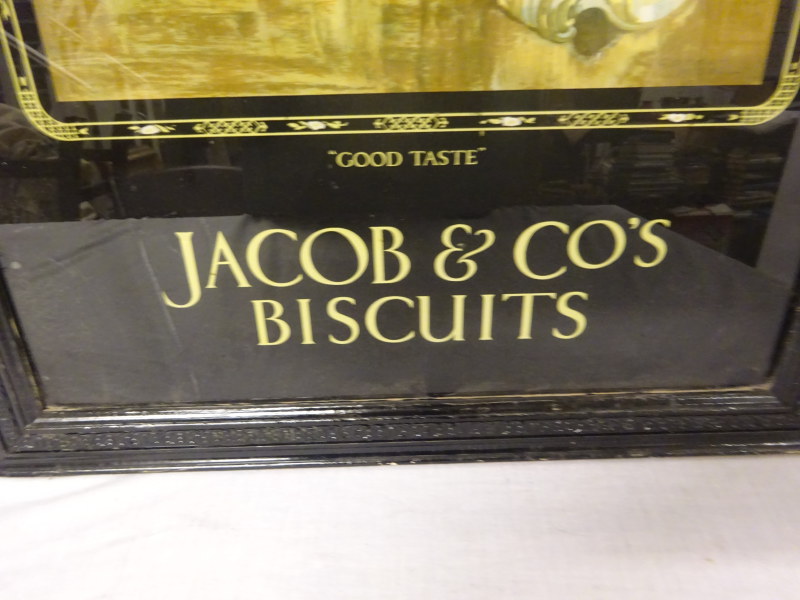 "GOOD TASTE"
JACOB & CO'S
BISCUITS